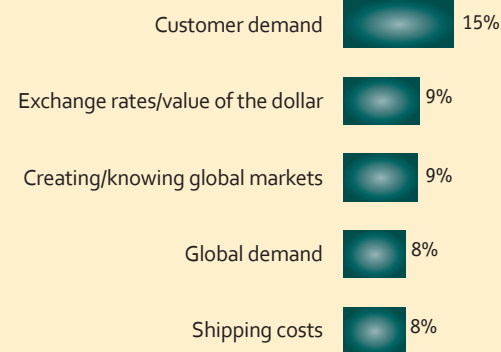 Customer demand 15%
Exchange rates/value of the dollar 9%
Creating/knowing global markets 9%
Global demand 8%
Shipping costs 8%